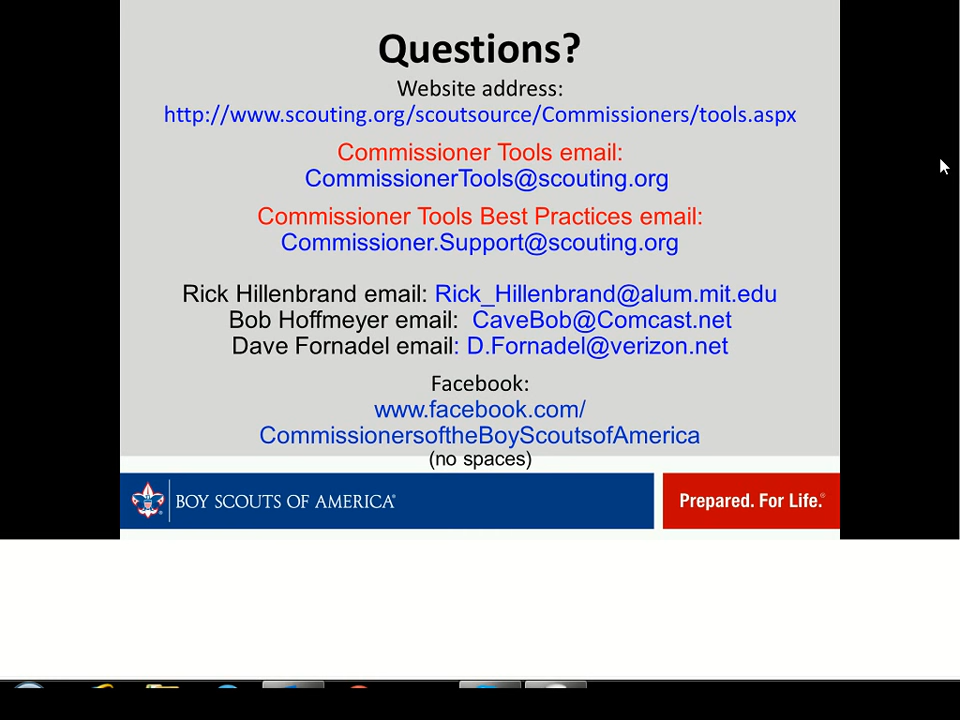 Questions?
Website address:
http://www.scouting.org/scoutsource/Commissioners/tools.aspx
Commissioner Tools email:
CommissionerTools@scouting.org
Commissioner Tools Best Practices email:
Commissioner.Support@scouting.org
Rick Hillenbrand email: Rick_Hillenbrand@alum.mit.edu
Bob Hoffmeyer email: CaveBob@Comcast.net
Dave Fornadel email: D.Fornadel@verizon.net
Facebook:
www.facebook.com/
CommissionersoftheBoyScoutsofAmerica
(no spaces)
BOY SCOUTS OF AMERICA®
Prepared. For Life.®